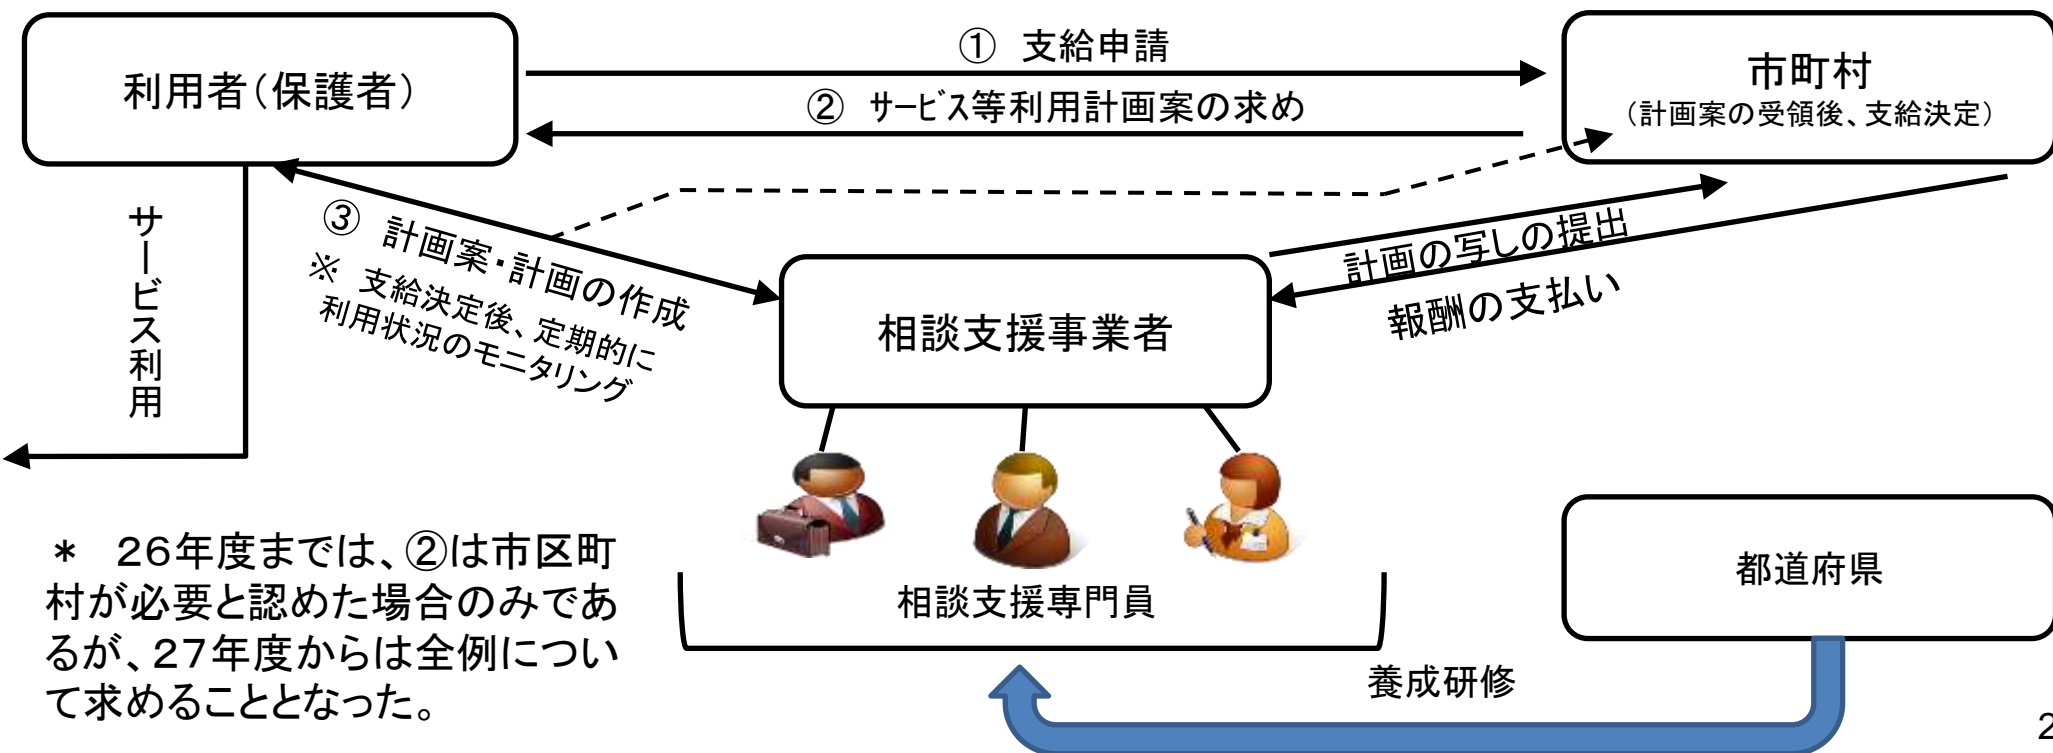 ① 支給申請
利用者(保護者)
市町村
(計画案の受領後、支給決定)
② サービス等利用計画案の求め
サービス利用
③ 計画案・計画の作成
※ 支給決定後、定期的に
利用状況のモニタリング
計画の写しの提出
報酬の支払い
相談支援事業者
* 26年度までは、②は市区町
村が必要と認めた場合のみであ
るが、27年度からは全例につい
て求めることとなった。
相談支援専門員
都道府県
養成研修
2